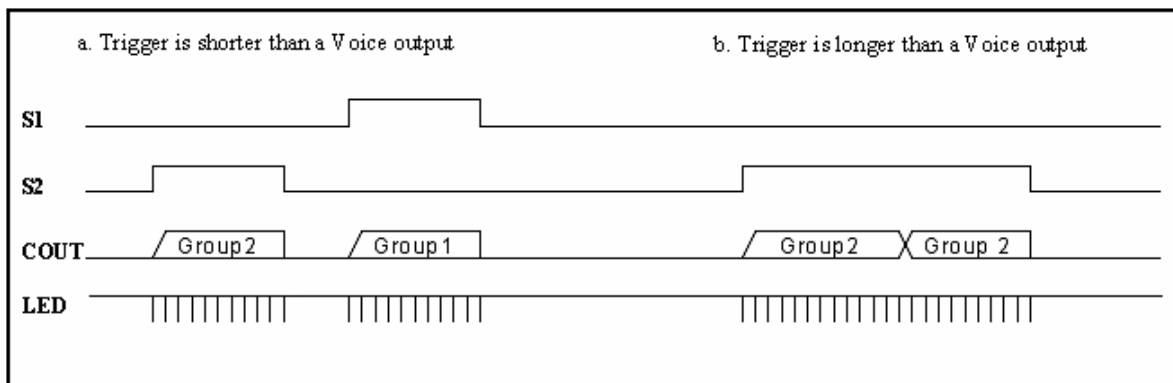 a. Trigger is shorter than a Voice output
b. Trigger is longer than a Voice output
S1
S2
COUT
Group2
Group1
Group2
Group 2
LED